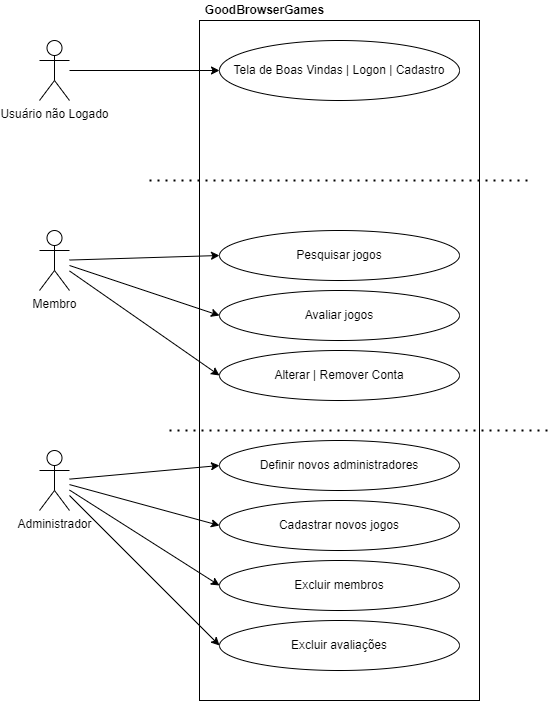 GoodBrowserGames
Tela de Boas Vindas | Logon | Cadastro
Usuário não Logado
Pesquisar jogos
Membro
Avaliar jogos
Alterar | Remover Conta
Definir novos administradores
Administrador
Cadastrar novos jogos
Excluir membros
Excluir avaliações